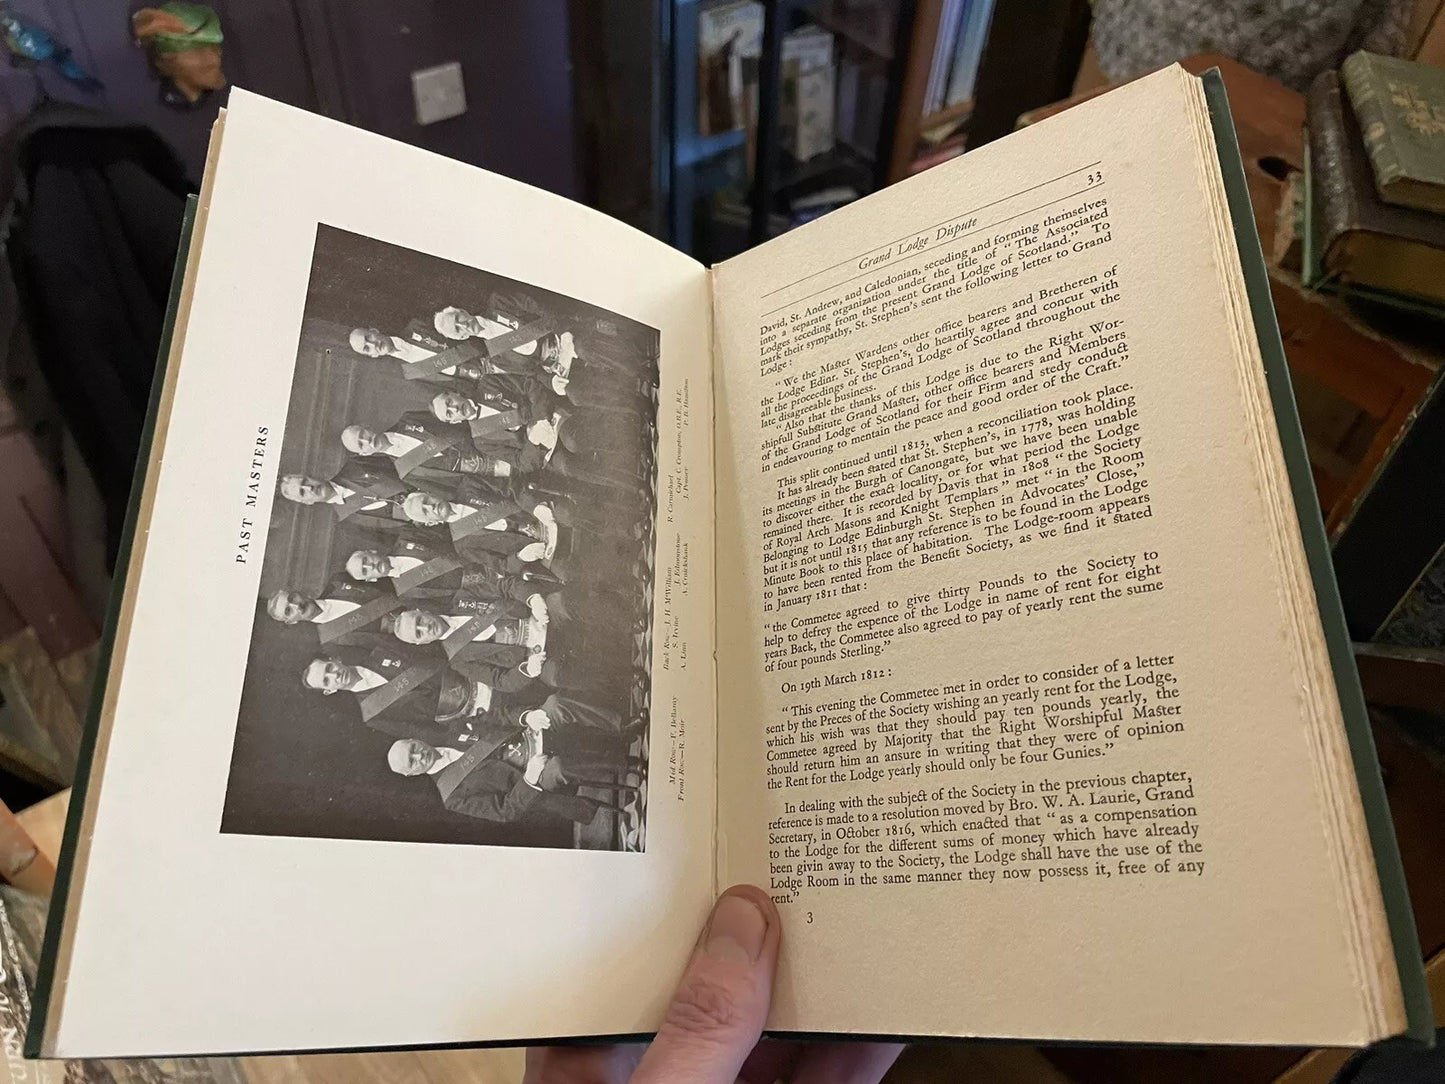 PAST MASTERS
Back Row—J. H. M'William R. Carmichael
S. Irvine J. Edmondstone Capt. C. Crompton, O.B.E., R.E.
A. Linn A. Cruickshank J. Penney P. B. Hamilton
Mid Row—F. Bellamy
Front Row—R. Moir
33
Grand Lodge Dispute
David, St. Andrew, and Caledonian, seceding and forming themselves
into a separate organization under the title of "The Associated
Lodges seceding from the present Grand Lodge of Scotland." To
mark their sympathy, St. Stephen's sent the following letter to Grand
Lodge:
"We the Master Wardens other office bearers and Bretheren of
the Lodge Edinr. St. Stephen's, do heartily agree and concur with
all the proceedings of the Grand Lodge of Scotland throughout the
late disagreeable business.
"Also that the thanks of this Lodge is due to the Right Wor-
shipfull Substitute Grand Master, other office bearers and Members
of the Grand Lodge of Scotland for their Firm and stedy conduct
in endeavouring to mentain the peace and good order of the Craft."
This split continued until 1813, when a reconciliation took place.
It has already been stated that St. Stephen's, in 1778, was holding
its meetings in the Burgh of Canongate, but we have been unable
to discover either the exact locality, or for what period the Lodge
remained there. It is recorded by Davis that in 1808 "the Society
of Royal Arch Masons and Knight Templars" met "in the Room
Belonging to Lodge Edinburgh St. Stephen in Advocates' Close,"
but it is not until 1815 that any reference is to be found in the Lodge
Minute Book to this place of habitation. The Lodge-room appears
to have been rented from the Benefit Society, as we find it stated
in January 1811 that:
"the Commetee agreed to give thirty Pounds to the Society to
help to defrey the expence of the Lodge in name of rent for eight
years Back, the Commetee also agreed to pay of yearly rent the sume
of four pounds Sterling."
On 19th March 1812:
"This evening the Commetee met in order to consider of a letter
sent by the Preces of the Society wishing an yearly rent for the Lodge,
which his wish was that they should pay ten pounds yearly, the
Commetee agreed by Majority that the Right Worshipful Master
should return him an ansure in writing that they were of opinion
the Rent for the Lodge yearly should only be four Gunies."
In dealing with the subject of the Society in the previous chapter,
reference is made to a resolution moved by Bro. W. A. Laurie, Grand
Secretary, in October 1816, which enacted that "as a compensation
to the Lodge for the different sums of money which have already
been givin away to the Society, the Lodge shall have the use of the
Lodge Room in the same manner they now possess it, free of any
rent."
3